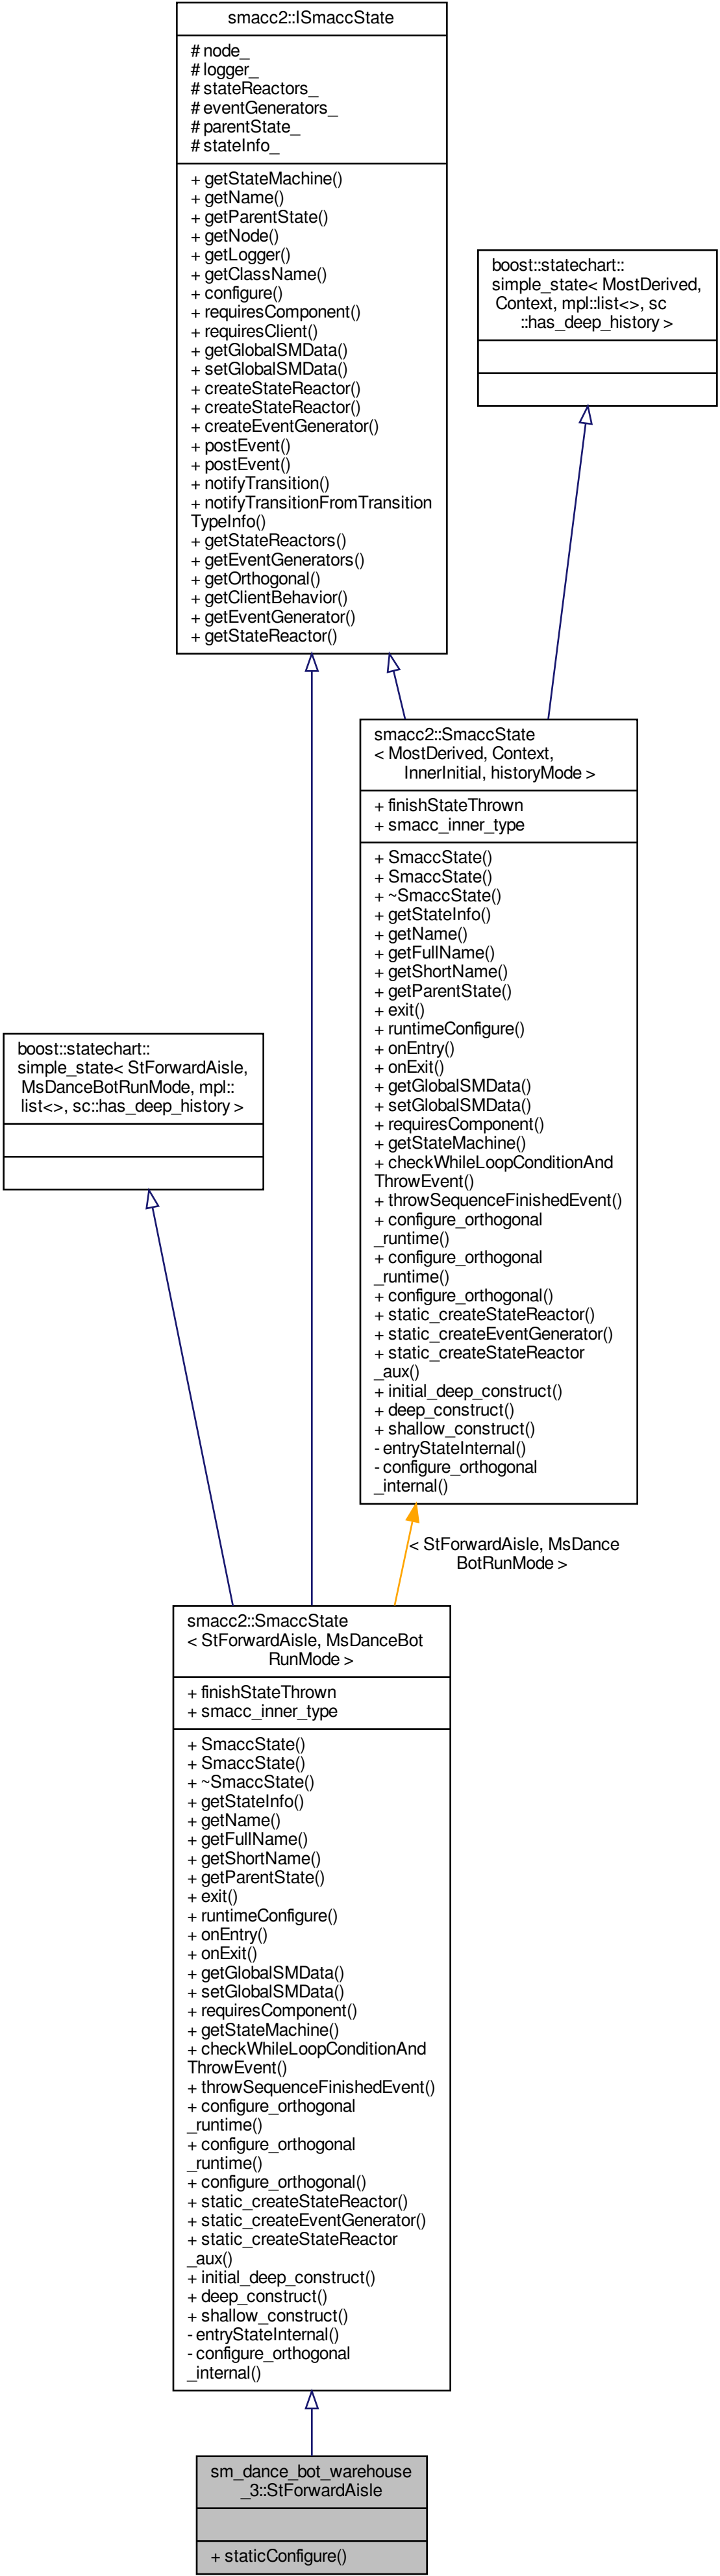 smacc2::ISmaccState
# node_
# logger_
# stateReactors_
# eventGenerators_
# parentState_
# stateInfo_
+ getStateMachine()
+ getName()
+ getParentState()
+ getNode()
+ getLogger()
+ getClassName()
+ configure()
+ requiresComponent()
+ requiresClient()
+ getGlobalSMData()
+ setGlobalSMData()
+ createStateReactor()
+ createStateReactor()
+ createEventGenerator()
+ postEvent()
+ postEvent()
+ notifyTransition()
+ notifyTransitionFromTransition
TypeInfo()
+ getStateReactors()
+ getEventGenerators()
+ getOrthogonal()
+ getClientBehavior()
+ getEventGenerator()
+ getStateReactor()
boost::statechart::
simple_state< MostDerived,
Context, mpl::list<>, sc
::has_deep_history >
smacc2::SmaccState
< MostDerived, Context,
InnerInitial, historyMode >
+ finishStateThrown
+ smacc_inner_type
+ SmaccState()
+ SmaccState()
+ ~SmaccState()
+ getStateInfo()
+ getName()
+ getFullName()
+ getShortName()
+ getParentState()
+ exit()
+ runtimeConfigure()
+ onEntry()
+ onExit()
+ getGlobalSMData()
+ setGlobalSMData()
+ requiresComponent()
+ getStateMachine()
+ checkWhileLoopConditionAnd
ThrowEvent()
+ throwSequenceFinishedEvent()
+ configure_orthogonal
_runtime()
+ configure_orthogonal
_runtime()
+ configure_orthogonal()
+ static_createStateReactor()
+ static_createEventGenerator()
+ static_createStateReactor
_aux()
+ initial_deep_construct()
+ deep_construct()
+ shallow_construct()
- entryStateInternal()
- configure_orthogonal
_internal()
boost::statechart::
simple_state< StForwardAisle,
MsDanceBotRunMode, mpl::
list<>, sc::has_deep_history >
< StForwardAisle, MsDance
BotRunMode >
smacc2::SmaccState
< StForwardAisle, MsDanceBot
RunMode >
+ finishStateThrown
+ smacc_inner_type
+ SmaccState()
+ SmaccState()
+ ~SmaccState()
+ getStateInfo()
+ getName()
+ getFullName()
+ getShortName()
+ getParentState()
+ exit()
+ runtimeConfigure()
+ onEntry()
+ onExit()
+ getGlobalSMData()
+ setGlobalSMData()
+ requiresComponent()
+ getStateMachine()
+ checkWhileLoopConditionAnd
ThrowEvent()
+ throwSequenceFinishedEvent()
+ configure_orthogonal
_runtime()
+ configure_orthogonal
_runtime()
+ configure_orthogonal()
+ static_createStateReactor()
+ static_createEventGenerator()
+ static_createStateReactor
_aux()
+ initial_deep_construct()
+ deep_construct()
+ shallow_construct()
- entryStateInternal()
- configure_orthogonal
_internal()
sm_dance_bot_warehouse
_3::StForwardAisle
+ staticConfigure()